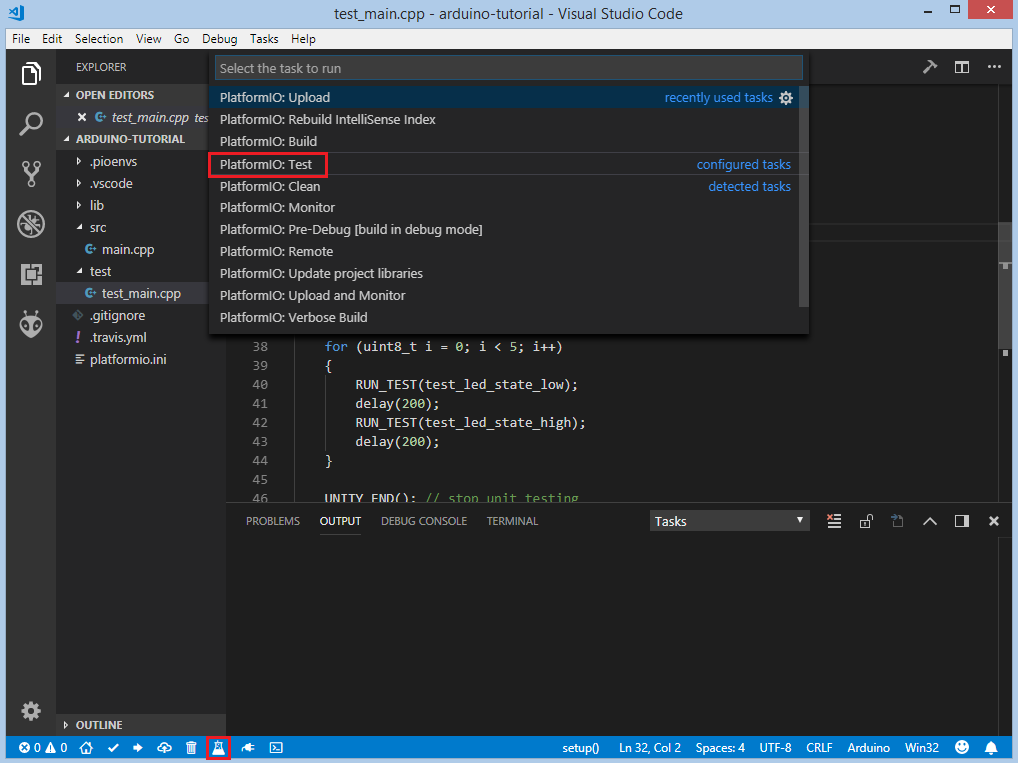 test_main.cpp - arduino-tutorial - Visual Studio Code
File Edit Selection View Go Debug Tasks Help
EXPLORER
OPEN EDITORS
test_main.cpp tes
ARDUINO-TUTORIAL
.pioenvs
.vscode
lib
src
main.cpp
test
test_main.cpp
.gitignore
.travis.yml
platformio.ini
OUTLINE
Select the task to run
PlatformIO: Upload recently used tasks
PlatformIO: Rebuild IntelliSense Index
PlatformIO: Build
PlatformIO: Test configured tasks
PlatformIO: Clean detected tasks
PlatformIO: Monitor
PlatformIO: Pre-Debug [build in debug mode]
PlatformIO: Remote
PlatformIO: Update project libraries
PlatformIO: Upload and Monitor
PlatformIO: Verbose Build
38 for (uint8_t i = 0; i < 5; i++)
39 {
40 RUN_TEST(test_led_state_low);
41 delay(200);
42 RUN_TEST(test_led_state_high);
43 delay(200);
44 }
45
46 UNITY_END(); // stop unit testing
PROBLEMS OUTPUT DEBUG CONSOLE TERMINAL Tasks
0 0 setup() Ln 32, Col 2 Spaces: 4 UTF-8 CRLF Arduino Win32